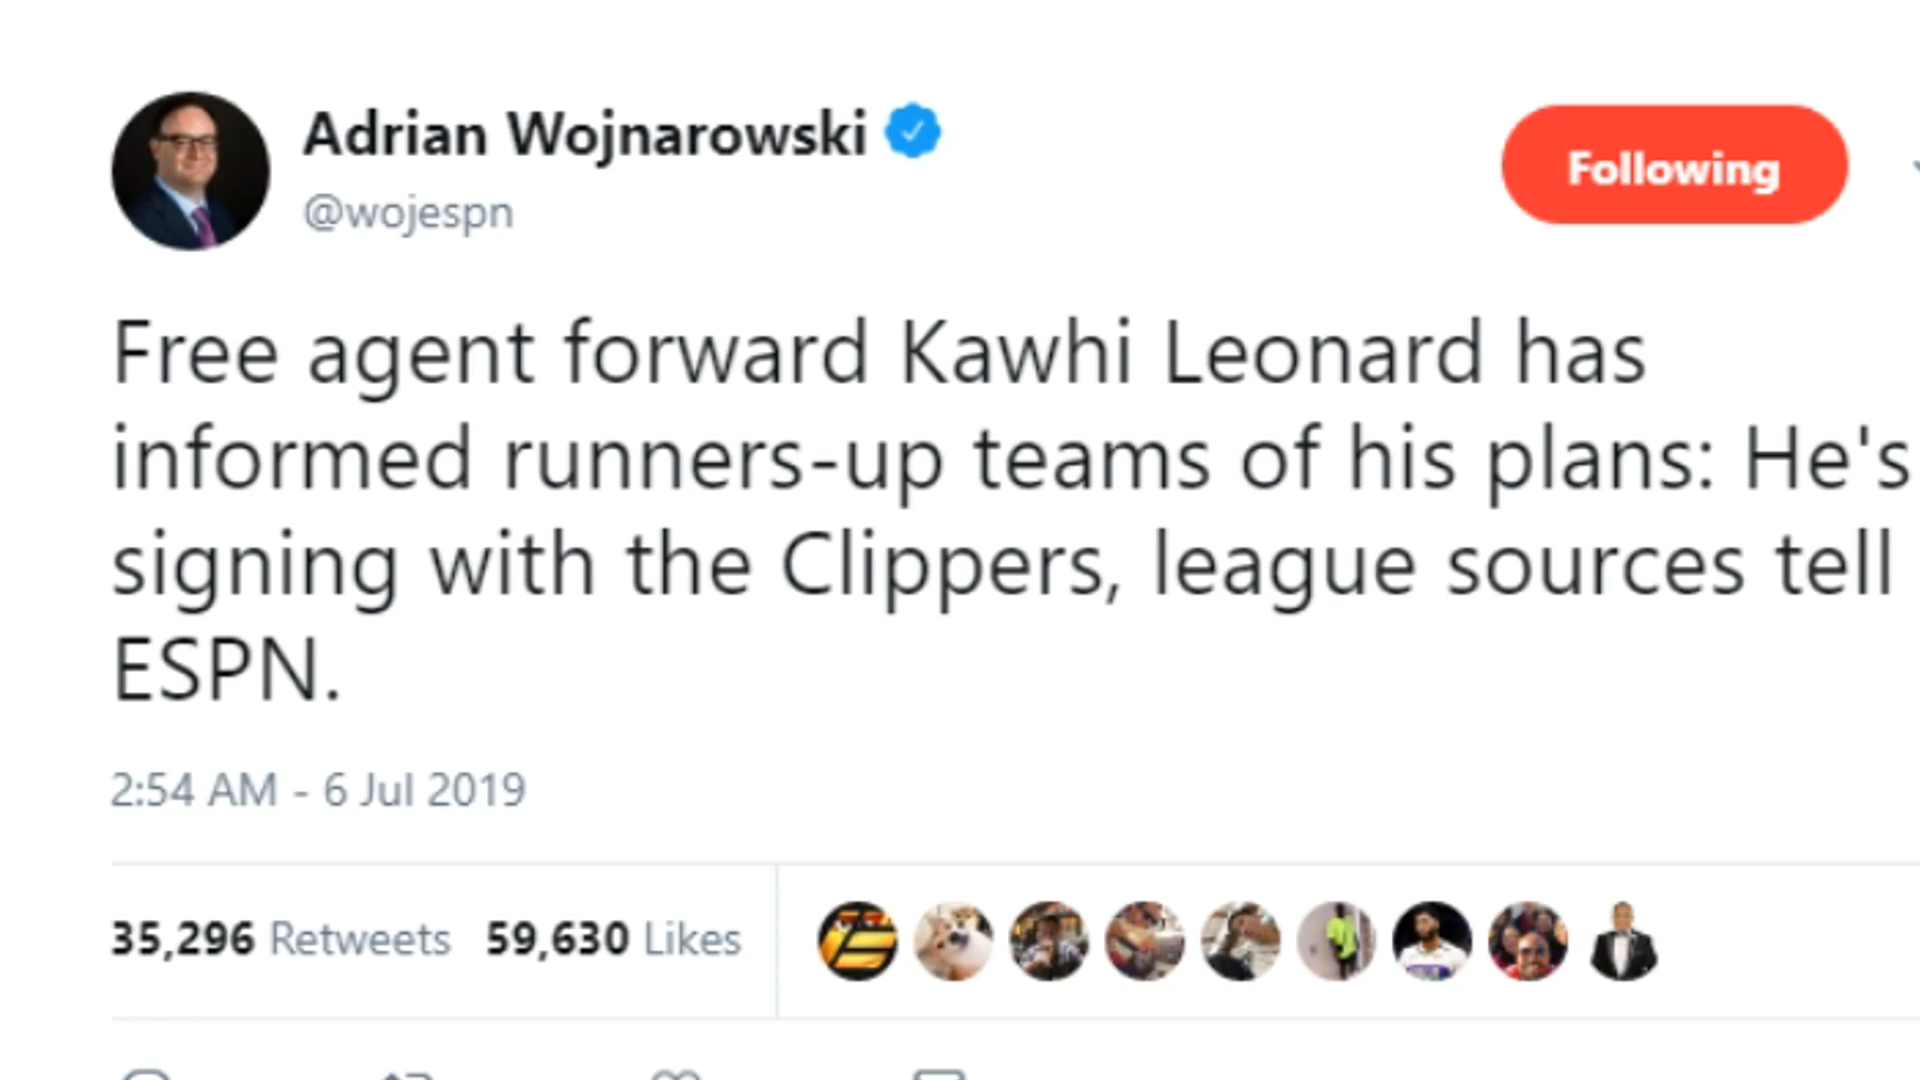 Adrian Wojnarowski
@wojespn
Following
Free agent forward Kawhi Leonard has
informed runners-up teams of his plans: He's
signing with the Clippers, league sources tell
ESPN.
2:54 AM - 6 Jul 2019
35,296 Retweets 59,630 Likes